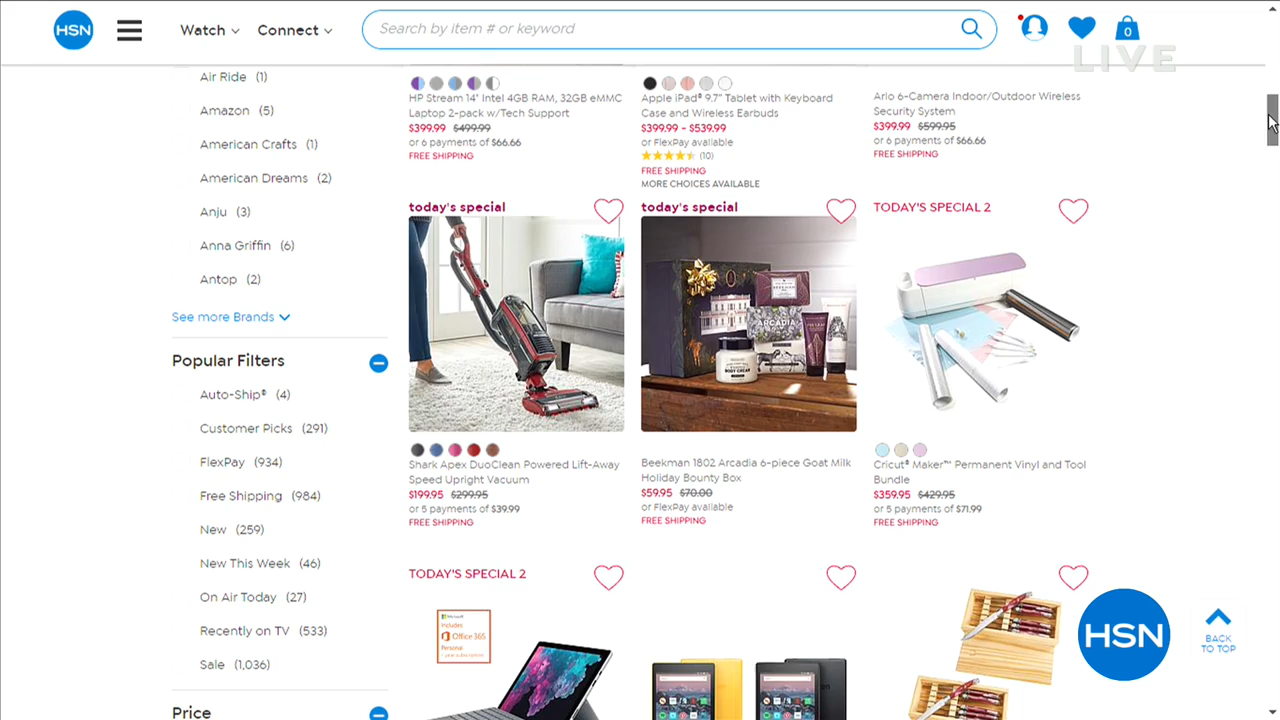 HSN
Watch
Connect
Search by item # or keyword
0
LIVE
Air Ride (1)
Amazon (5)
American Crafts (1)
American Dreams (2)
Anju (3)
Anna Griffin (6)
Antop (2)
See more Brands
Popular Filters
Auto-Ship® (4)
Customer Picks (291)
FlexPay (934)
Free Shipping (984)
New (259)
New This Week (46)
On Air Today (27)
Recently on TV (533)
Sale (1,036)
Price
HP Stream 14" Intel 4GB RAM, 32GB eMMC
Laptop 2-pack w/Tech Support
$399.99 $499.99
or 6 payments of $66.66
FREE SHIPPING
Apple iPad® 9.7" Tablet with Keyboard
Case and Wireless Earbuds
$399.99 - $539.99
or FlexPay available
(10)
FREE SHIPPING
MORE CHOICES AVAILABLE
Arlo 6-Camera Indoor/Outdoor Wireless
Security System
$399.99 $599.95
or 6 payments of $66.66
FREE SHIPPING
today's special
Shark Apex DuoClean Powered Lift-Away
Speed Upright Vacuum
$199.95 $299.95
or 5 payments of $39.99
FREE SHIPPING
today's special
BEEKMAN
ARCADIA
BODY CREAM
Beekman 1802 Arcadia 6-piece Goat Milk
Holiday Bounty Box
$59.95 $70.00
or FlexPay available
FREE SHIPPING
TODAY'S SPECIAL 2
Cricut® Maker™ Permanent Vinyl and Tool
Bundle
$359.95 $429.95
or 5 payments of $71.99
FREE SHIPPING
TODAY'S SPECIAL 2
Microsoft
Includes
Office 365
Personal
HSN
BACK
TO TOP